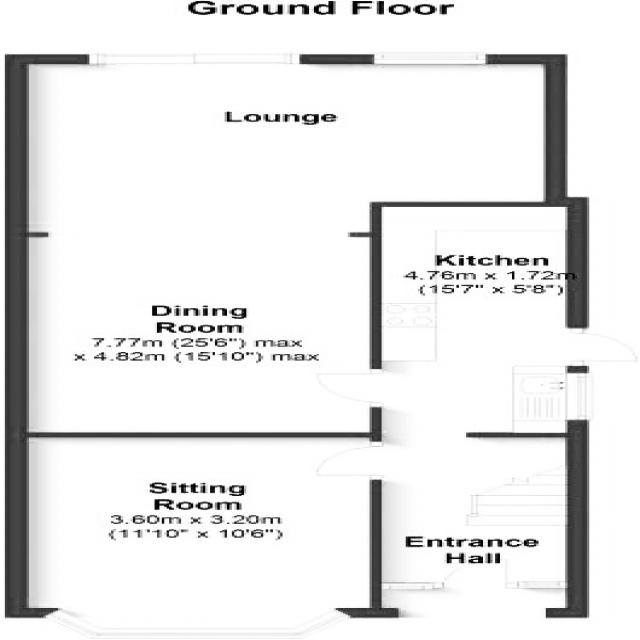 Ground Floor
Lounge
Kitchen
4.76m x 1.72m
(15'7" x 5'8")
Dining
Room
7.77m (25'6") max
x 4.82m (15'10") max
Sitting
Room
3.60m x 3.20m
(11'10" x 10'6")
Entrance
Hall